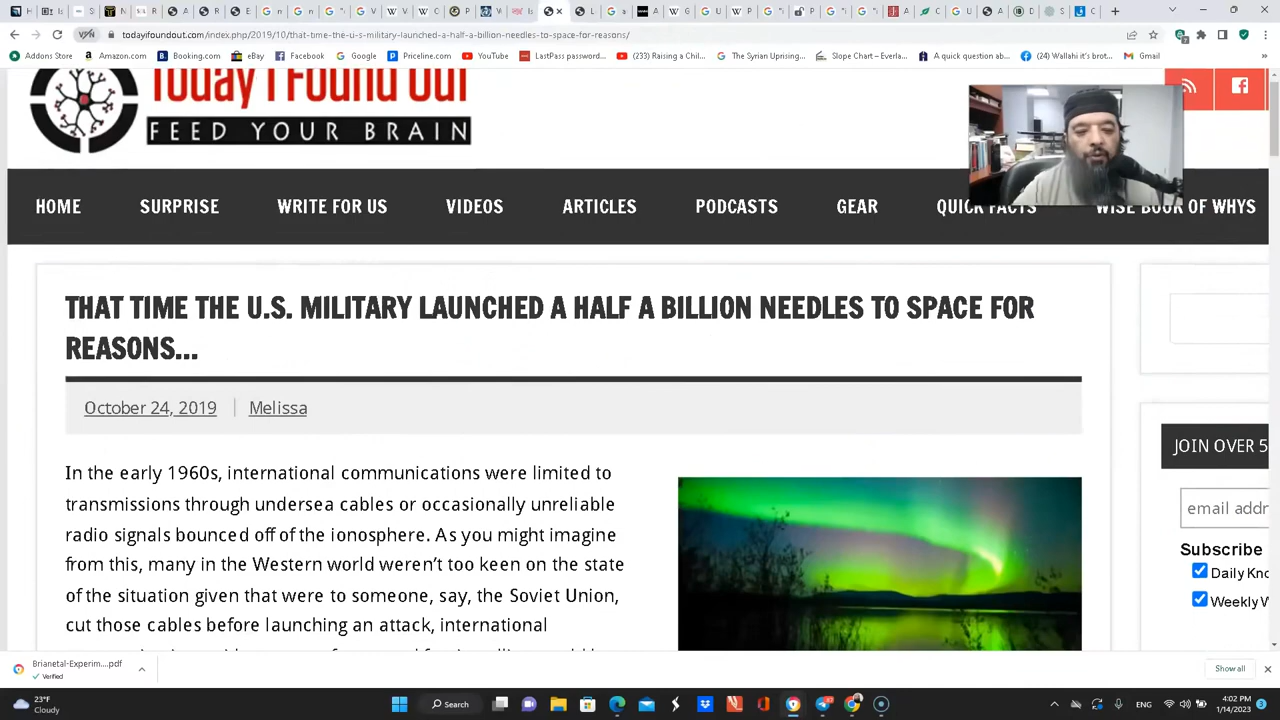 todayifoundout.com/index.php/2019/10/that-time-the-u-s-military-launched-a-half-a-billion-needles-to-space-for-reasons/
Addons Store Amazon.com Booking.com eBay Facebook Google Priceline.com YouTube LastPass password... (233) Raising a Chil... The Syrian Uprising... Slope Chart – Everla... A quick question ab... (24) Wallahi it's brot... Gmail
Today I Found Out
FEED YOUR BRAIN
HOME SURPRISE WRITE FOR US VIDEOS ARTICLES PODCASTS GEAR QUICK FACTS WISE BOOK OF WHYS
THAT TIME THE U.S. MILITARY LAUNCHED A HALF A BILLION NEEDLES TO SPACE FOR
REASONS...
October 24, 2019 Melissa
In the early 1960s, international communications were limited to
transmissions through undersea cables or occasionally unreliable
radio signals bounced off of the ionosphere. As you might imagine
from this, many in the Western world weren't too keen on the state
of the situation given that were to someone, say, the Soviet Union,
cut those cables before launching an attack, international
JOIN OVER 5
email addr
Subscribe
Daily Kno
Weekly W
Brianetal-Experim....pdf
Verified
Show all
23°F
Cloudy
Search
ENG
4:02 PM
1/14/2023